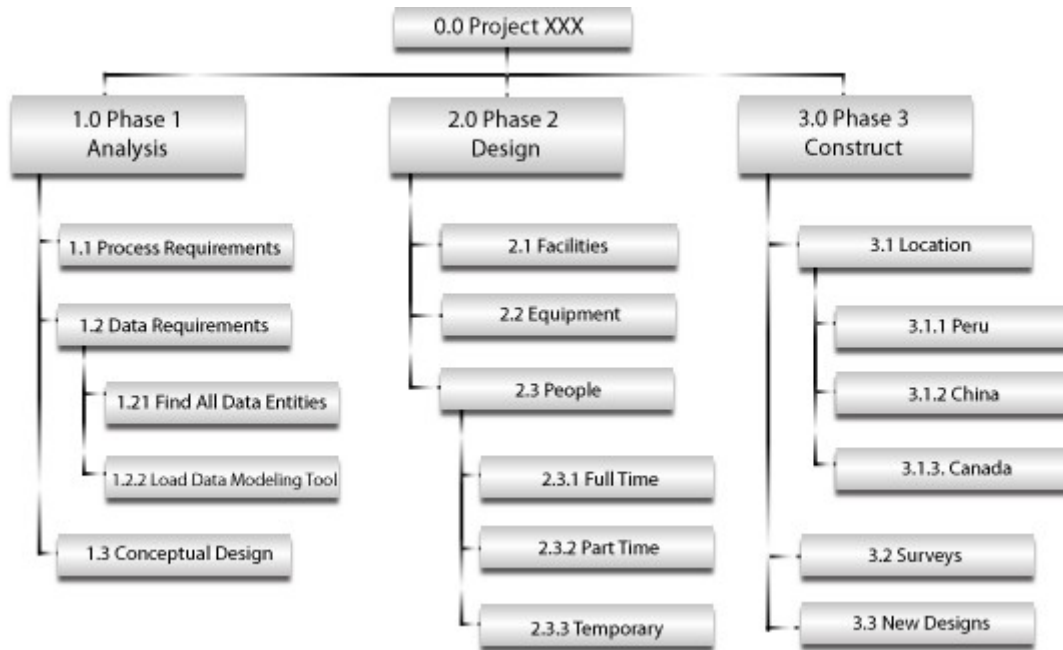 0.0 Project XXX
1.0 Phase 1
Analysis
1.1 Process Requirements
1.2 Data Requirements
1.21 Find All Data Entities
1.2.2 Load Data Modeling Tool
1.3 Conceptual Design
2.0 Phase 2
Design
2.1 Facilities
2.2 Equipment
2.3 People
2.3.1 Full Time
2.3.2 Part Time
2.3.3 Temporary
3.0 Phase 3
Construct
3.1 Location
3.1.1 Peru
3.1.2 China
3.1.3. Canada
3.2 Surveys
3.3 New Designs